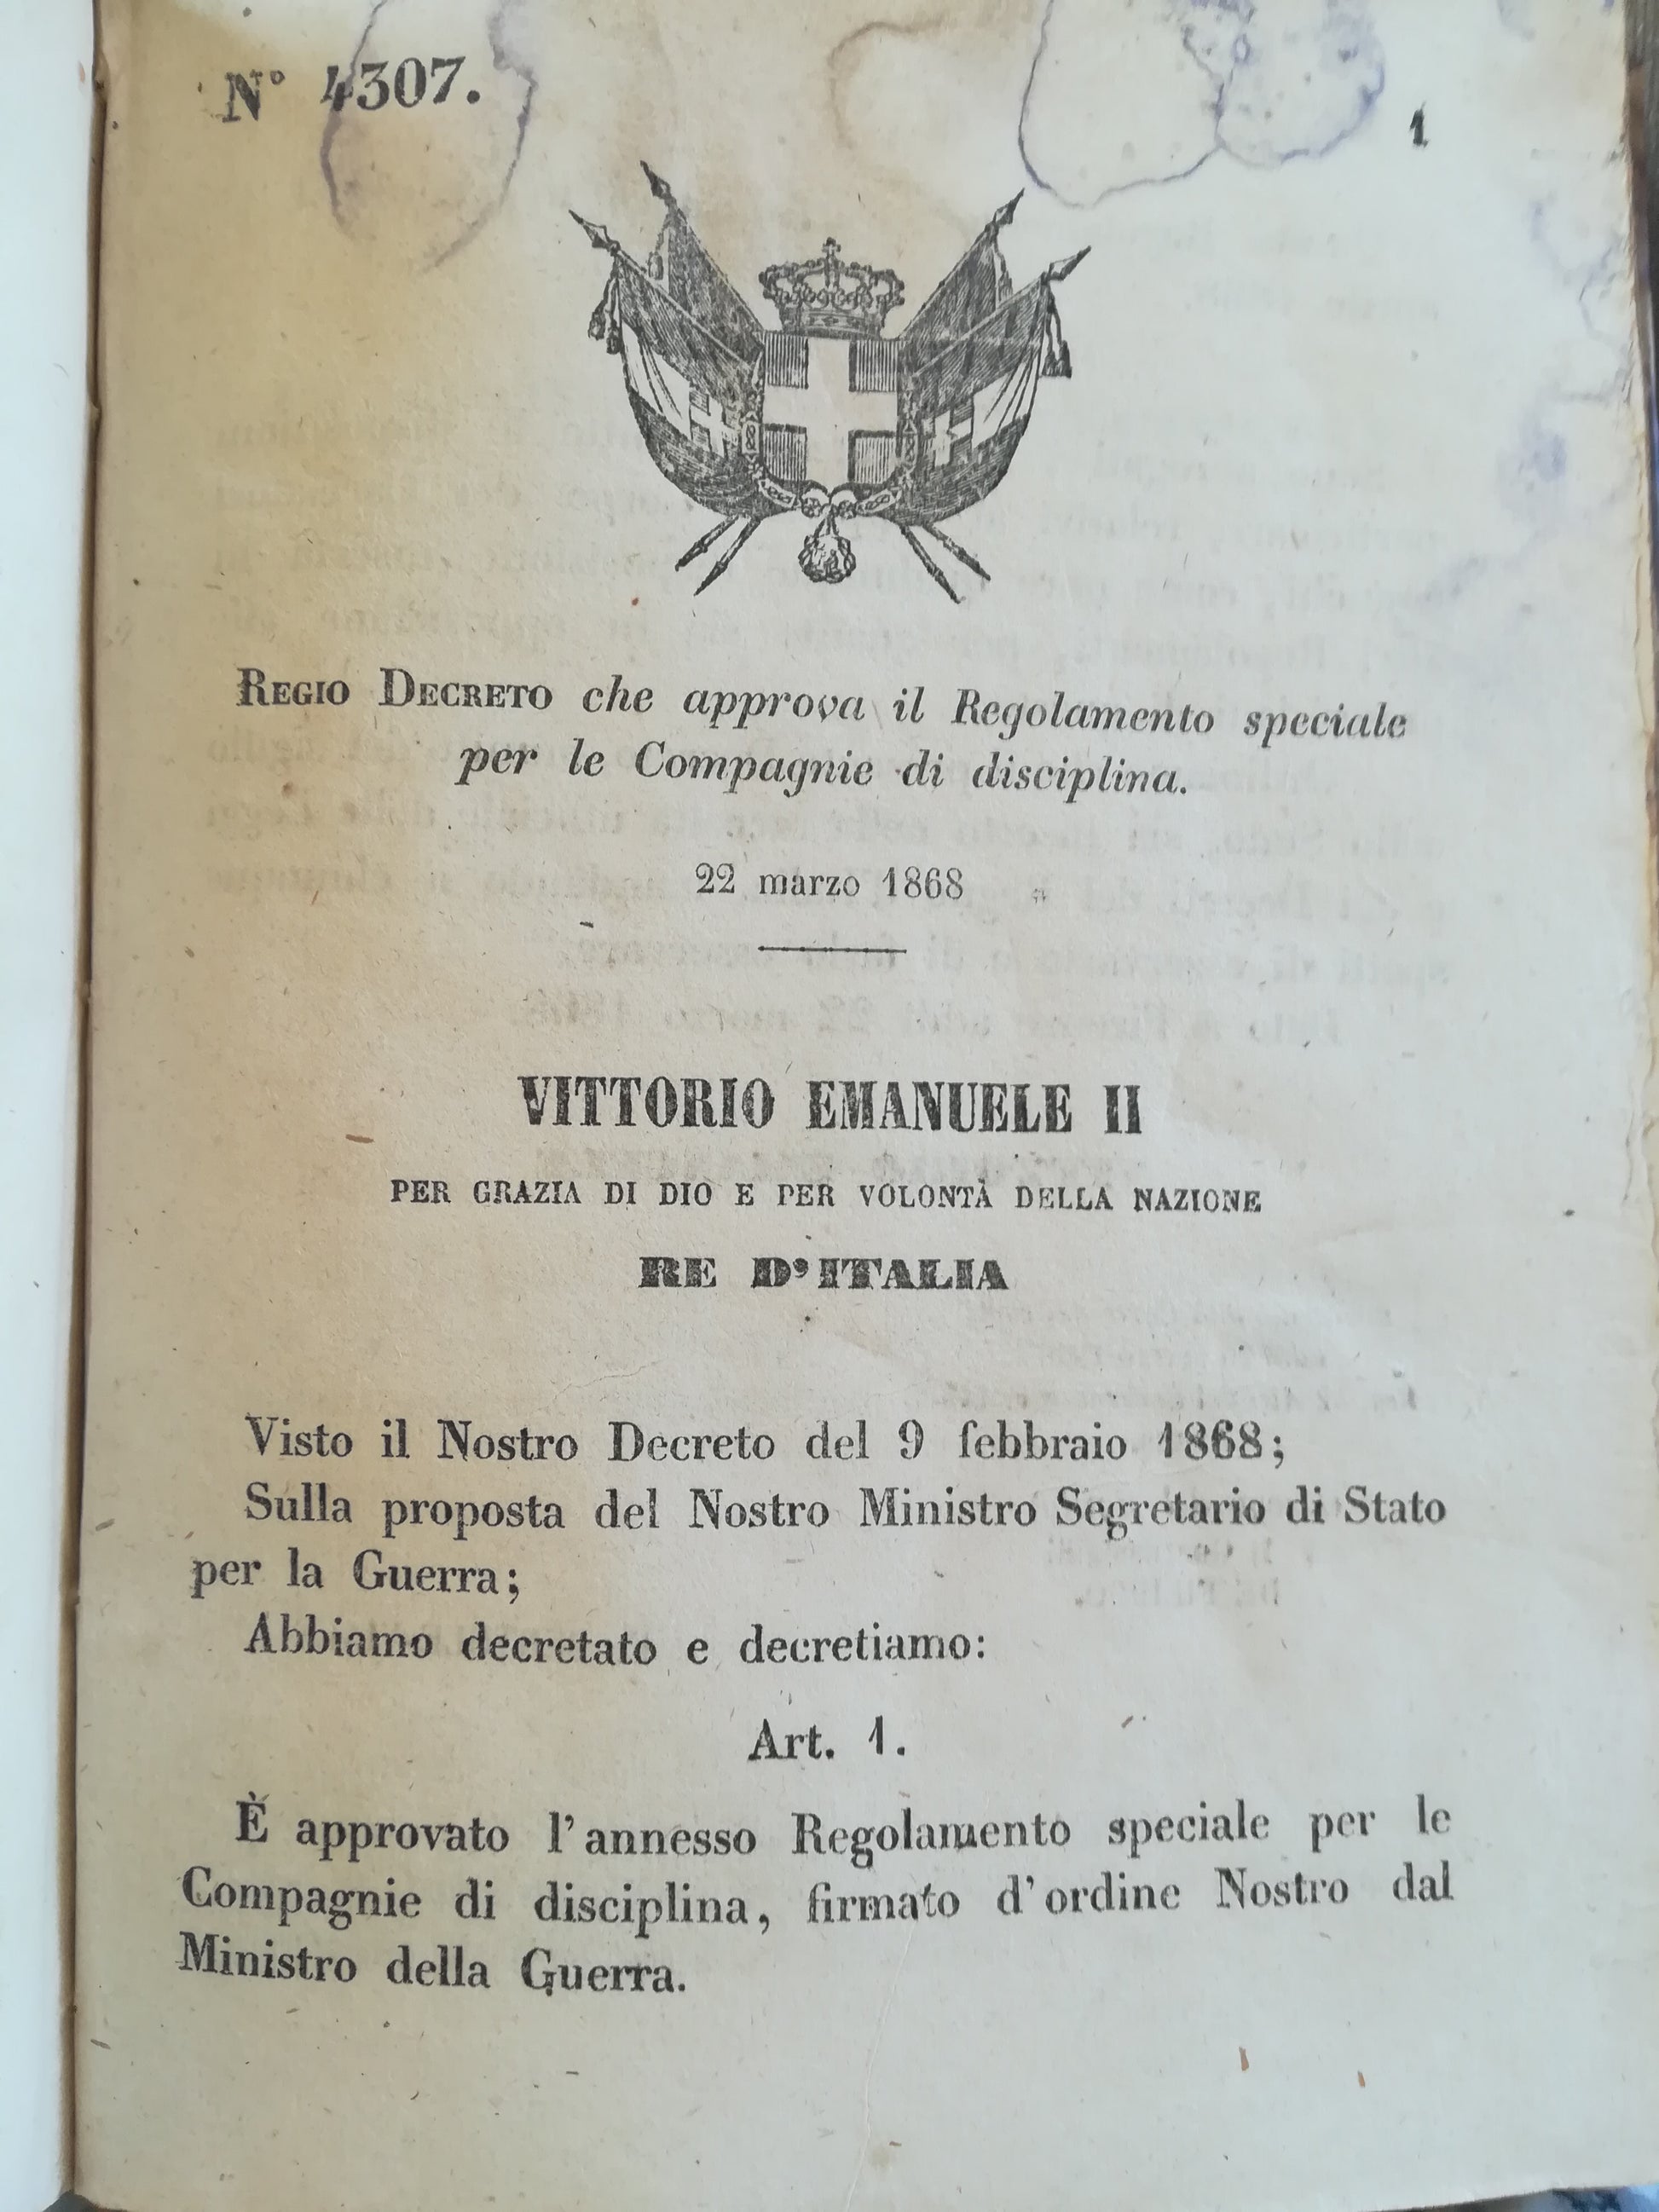 N° 4307.
1
REGIO DECRETO che approva il Regolamento speciale
per le Compagnie di disciplina.
22 marzo 1868
VITTORIO EMANUELE II
PER GRAZIA DI DIO E PER VOLONTÀ DELLA NAZIONE
RE D'ITALIA
Visto il Nostro Decreto del 9 febbraio 1868;
Sulla proposta del Nostro Ministro Segretario di Stato
per la Guerra;
Abbiamo decretato e decretiamo:
Art. 1.
È approvato l'annesso Regolamento speciale per le
Compagnie di disciplina, firmato d'ordine Nostro dal
Ministro della Guerra.